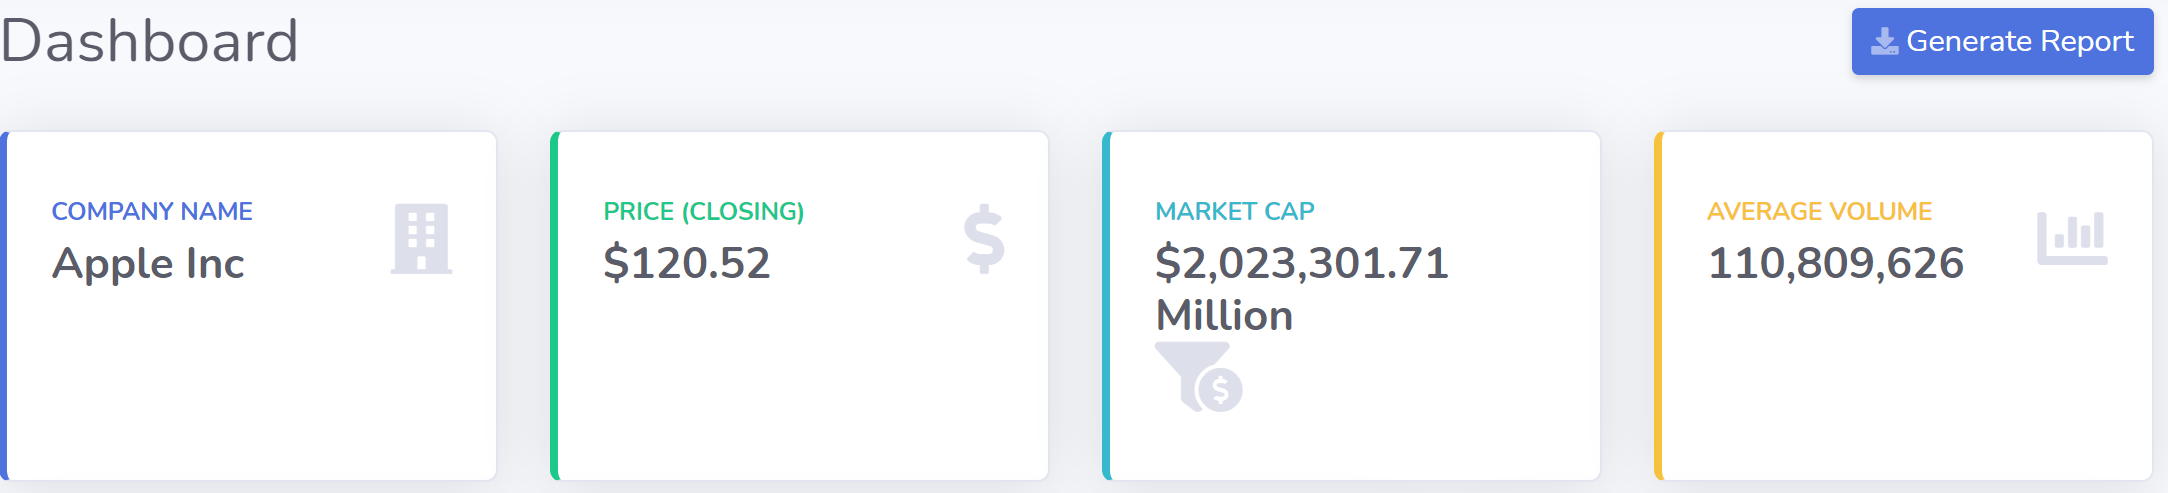 Dashboard
Generate Report
COMPANY NAME
Apple Inc
PRICE (CLOSING)
$120.52
MARKET CAP
$2,023,301.71
Million
AVERAGE VOLUME
110,809,626